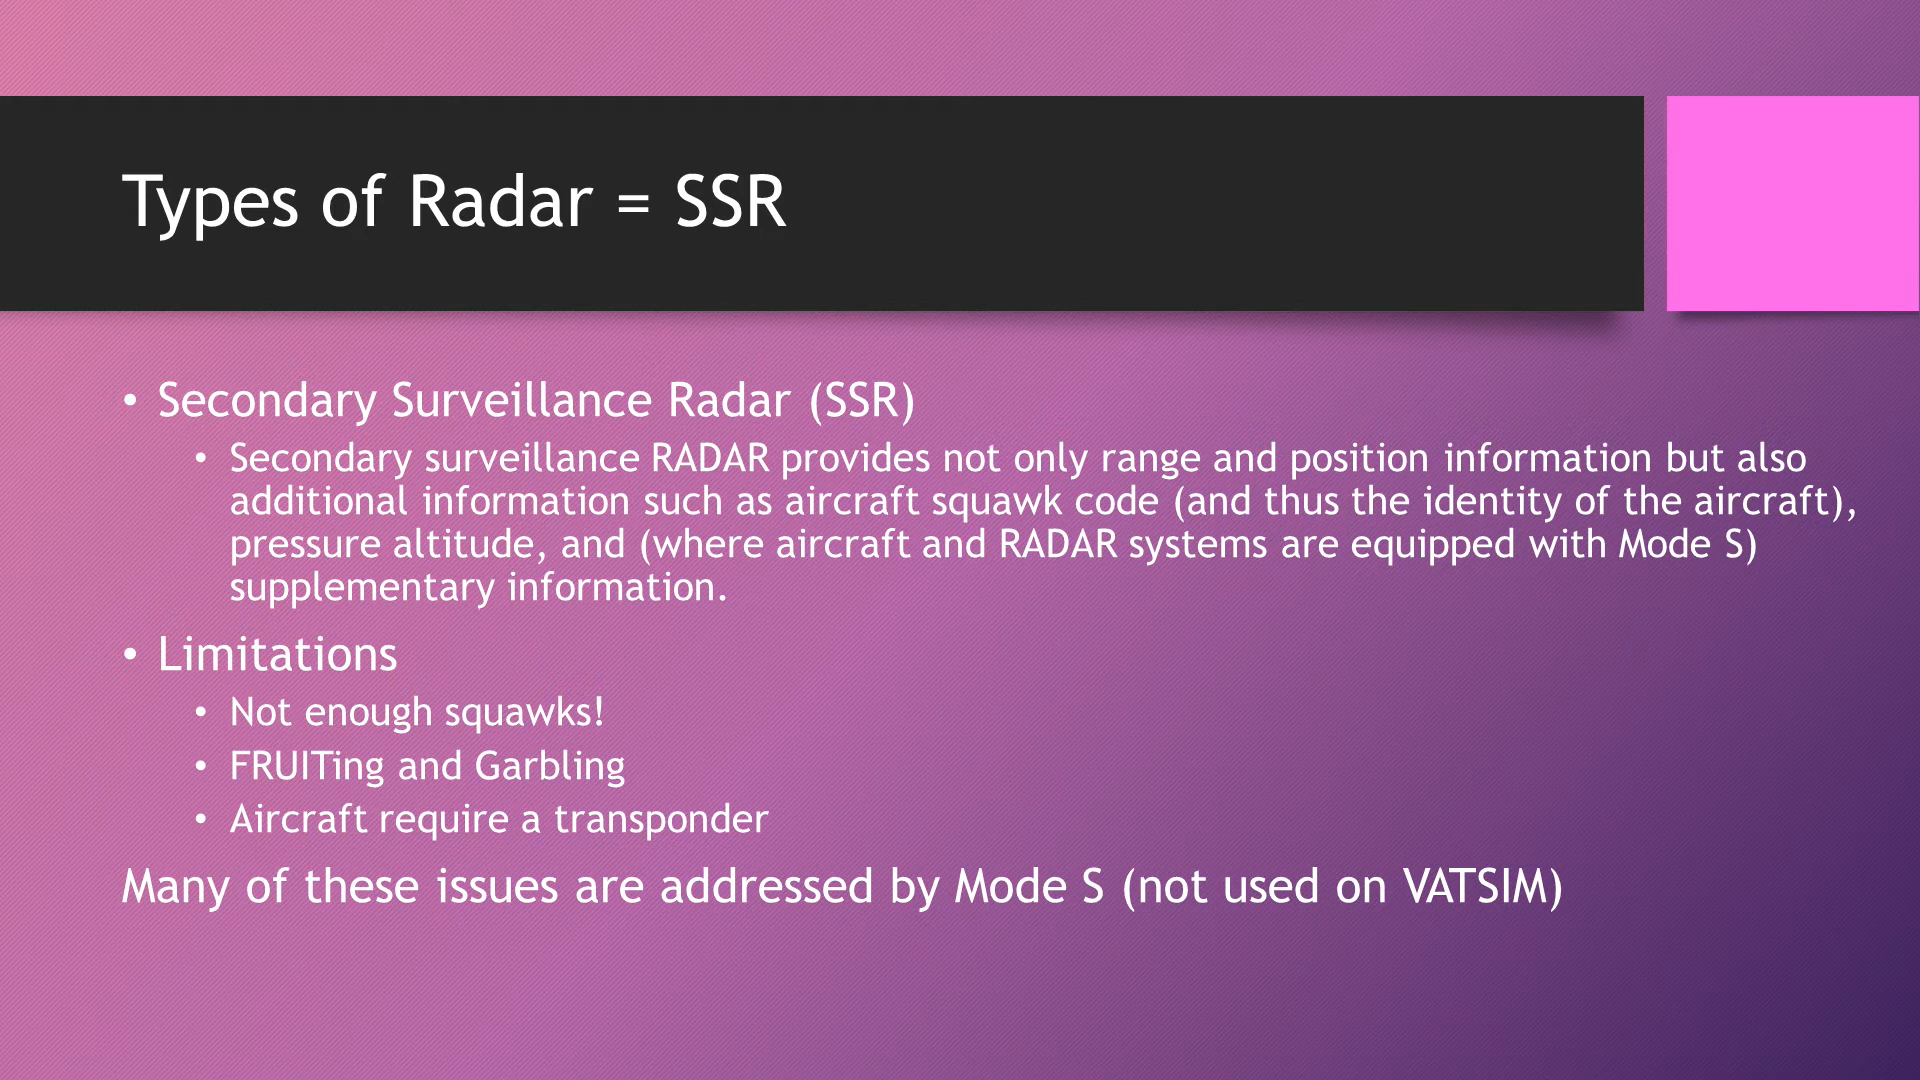 Types of Radar = SSR
• Secondary Surveillance Radar (SSR)
• Secondary surveillance RADAR provides not only range and position information but also
additional information such as aircraft squawk code (and thus the identity of the aircraft),
pressure altitude, and (where aircraft and RADAR systems are equipped with Mode S)
supplementary information.
• Limitations
• Not enough squawks!
• FRUITing and Garbling
• Aircraft require a transponder
Many of these issues are addressed by Mode S (not used on VATSIM)